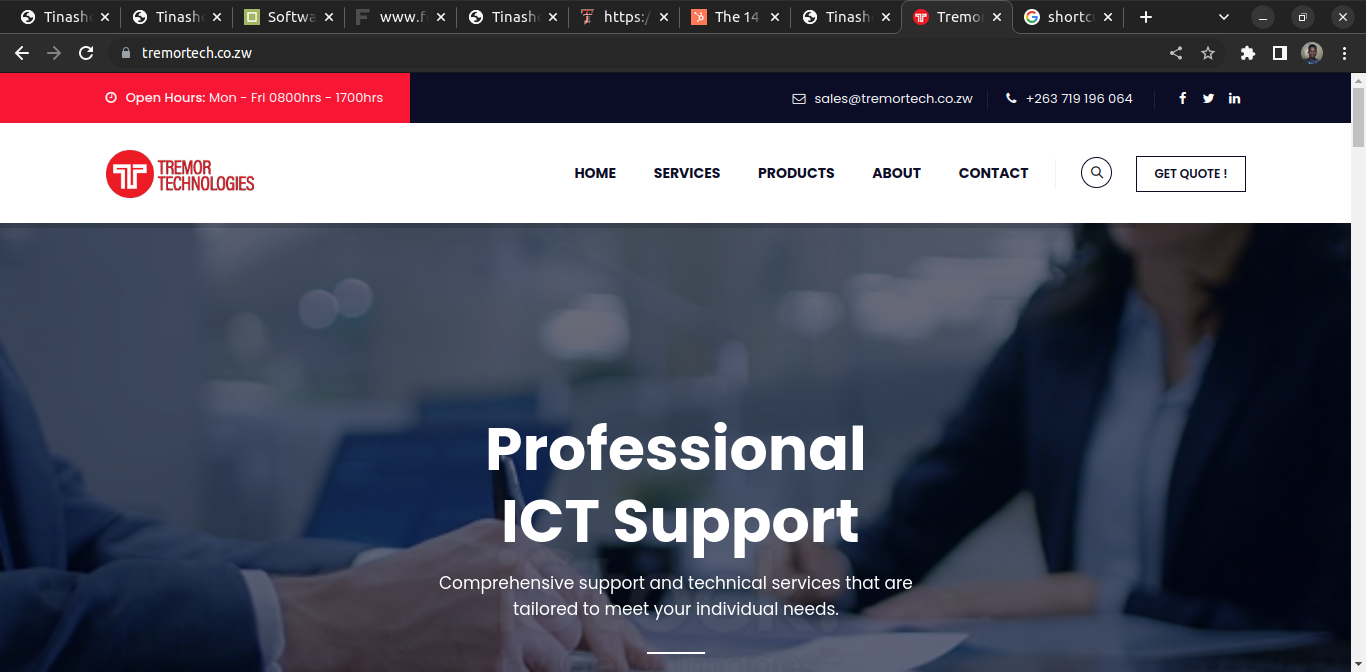 Tinash
Tinash
Softwa
www.f
Tinash
https:/
The 14
Tinash
Tremo
shortc
tremortech.co.zw
Open Hours: Mon - Fri 0800hrs - 1700hrs
sales@tremortech.co.zw
+263 719 196 064
TREMOR
TECHNOLOGIES
HOME SERVICES PRODUCTS ABOUT CONTACT
GET QUOTE !
Professional
ICT Support
Comprehensive support and technical services that are
tailored to meet your individual needs.